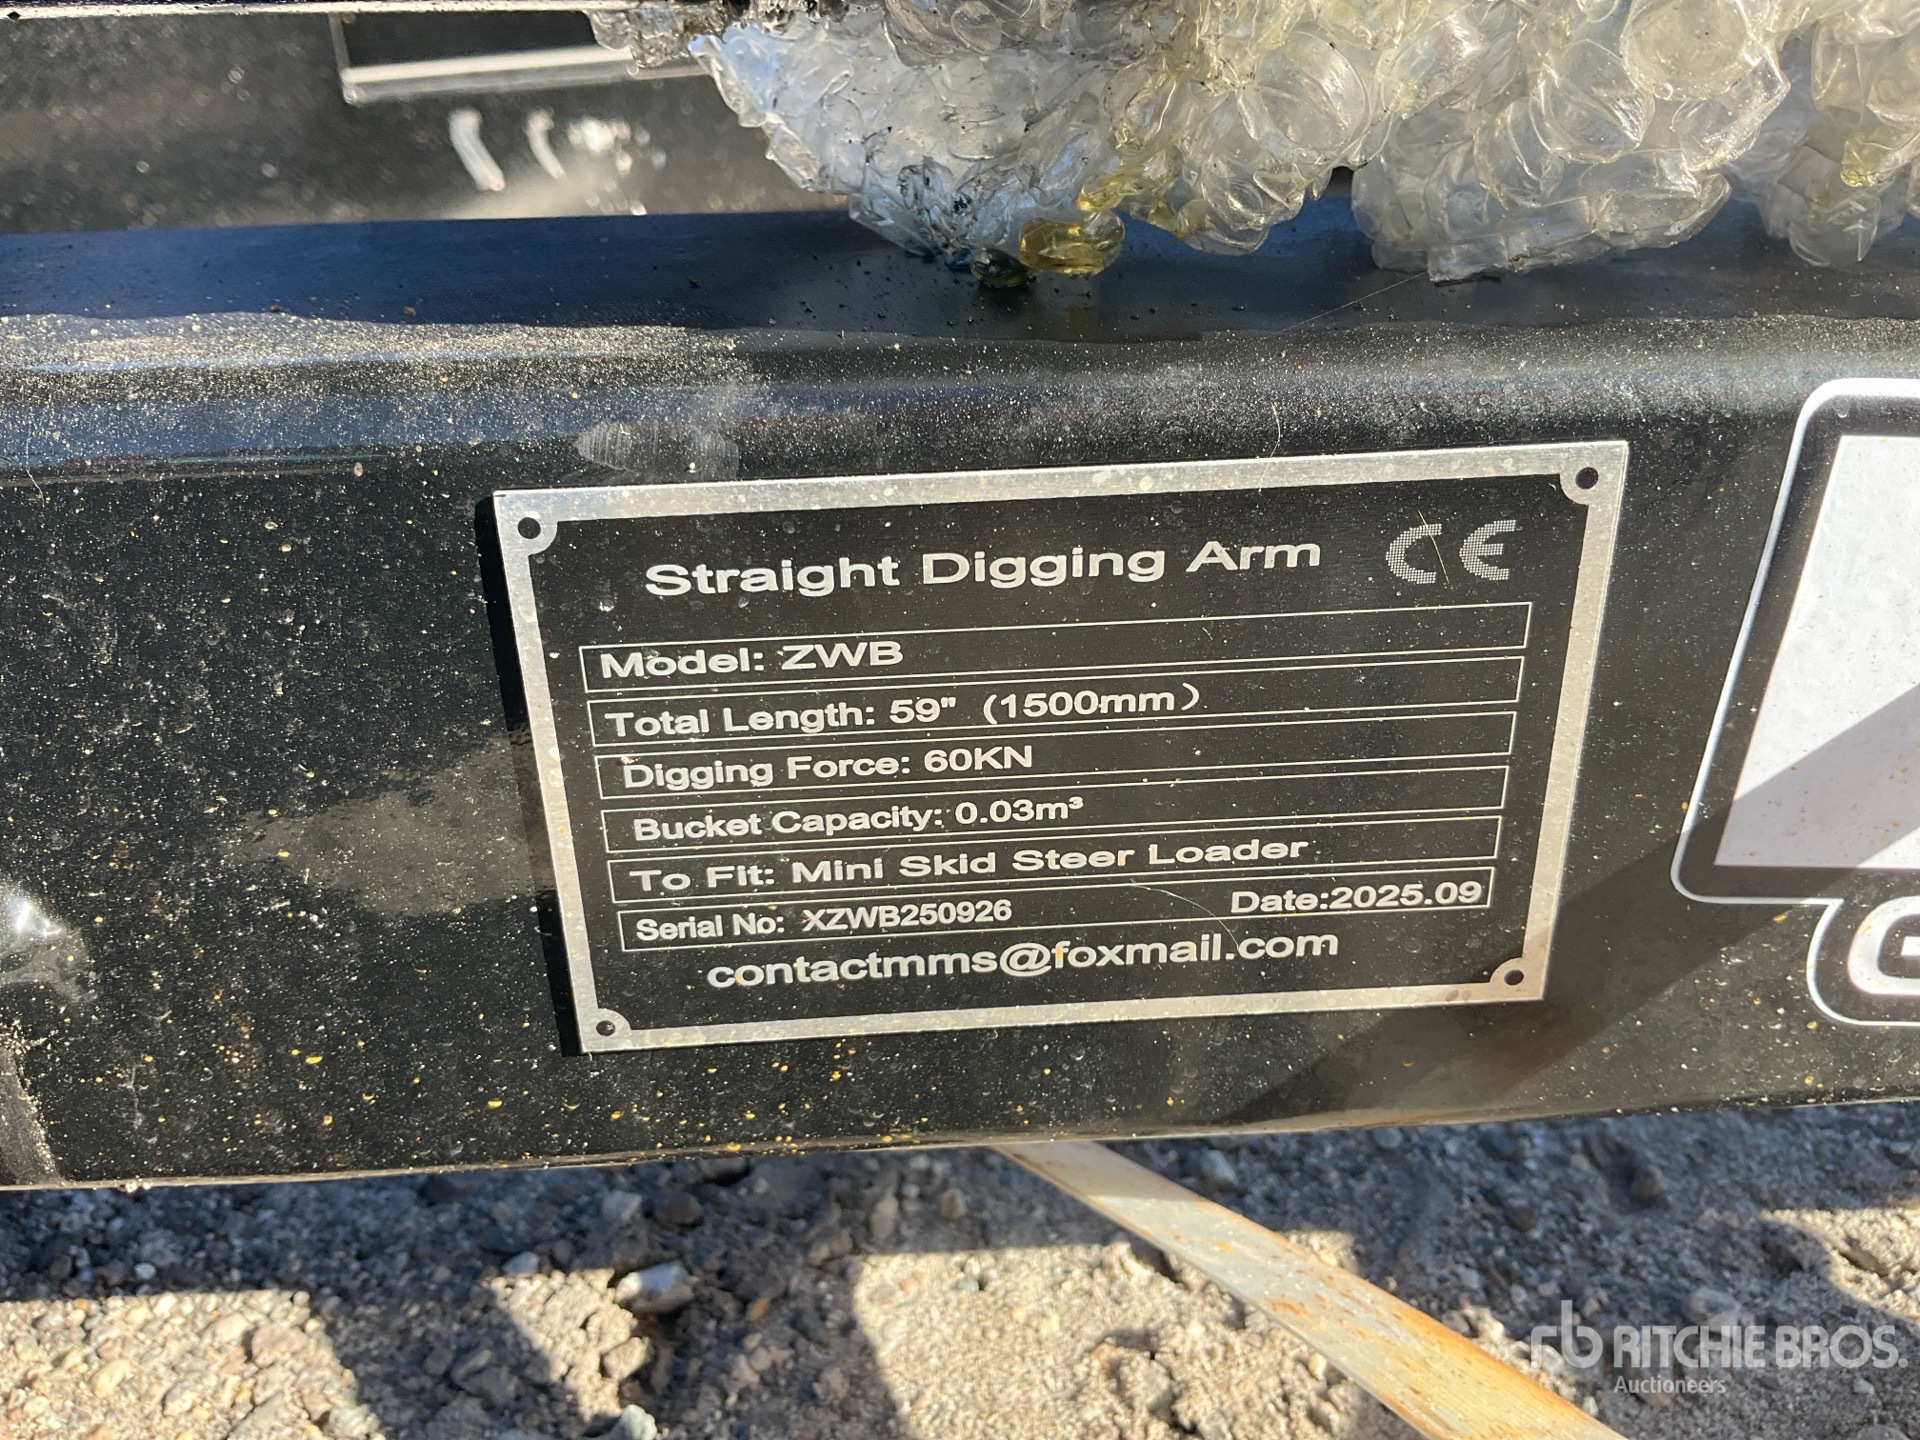 Straight Digging Arm CE
Model: ZWB
Total Length: 59" (1500mm)
Digging Force: 60KN
Bucket Capacity: 0.03m³
To Fit: Mini Skid Steer Loader
Serial No: XZWB250926 Date:2025.09
contactmms@foxmail.com
G
rb RITCHIE BROS.
Auctioneers